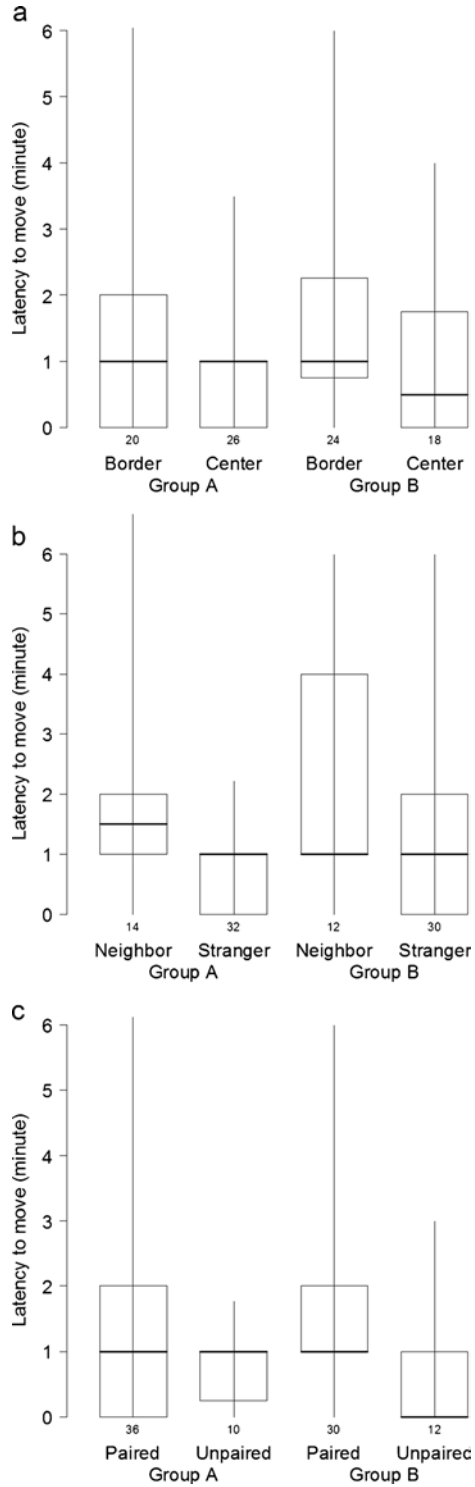 a
Latency to move (minute)
6
5
4
3
2
1
0
20 26 24 18
Border Center Border Center
Group A Group B
b
Latency to move (minute)
6
5
4
3
2
1
0
14 32 12 30
Neighbor Stranger Neighbor Stranger
Group A Group B
c
Latency to move (minute)
6
5
4
3
2
1
0
36 10 30 12
Paired Unpaired Paired Unpaired
Group A Group B